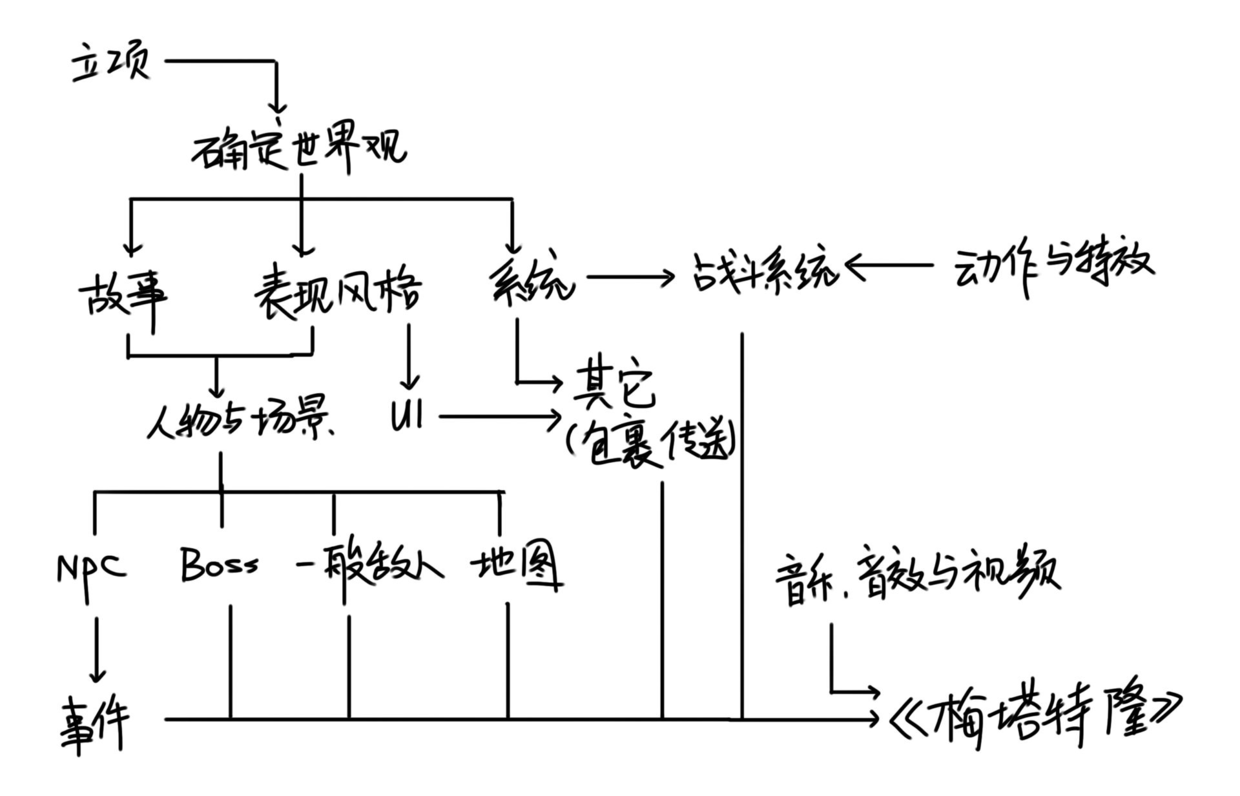 立项
确定世界观
故事
表现风格
系统
战斗系统
动作与特效
人物与场景
UI
其它
(包裹传送)
NPC
Boss
一般敌人
地图
音乐、音效与视频
事件
《梅塔特隆》